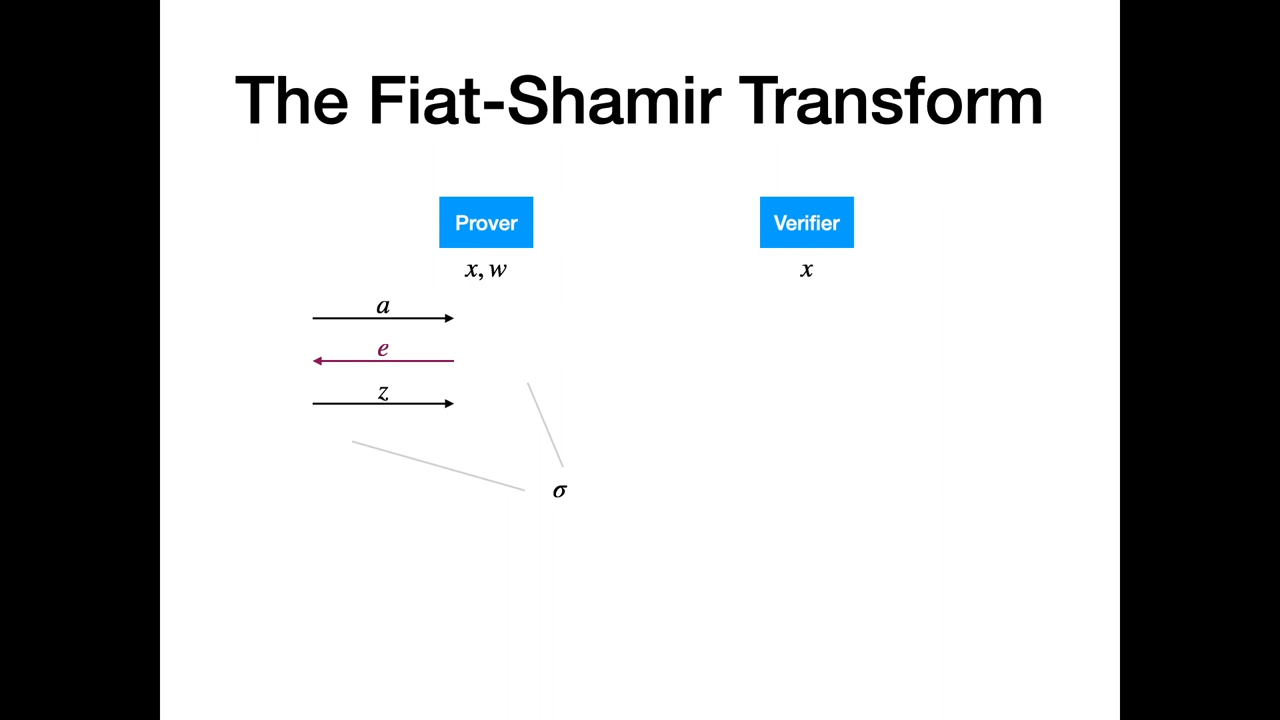 The Fiat-Shamir Transform
Prover Verifier
x, w x
a
e
z
σ